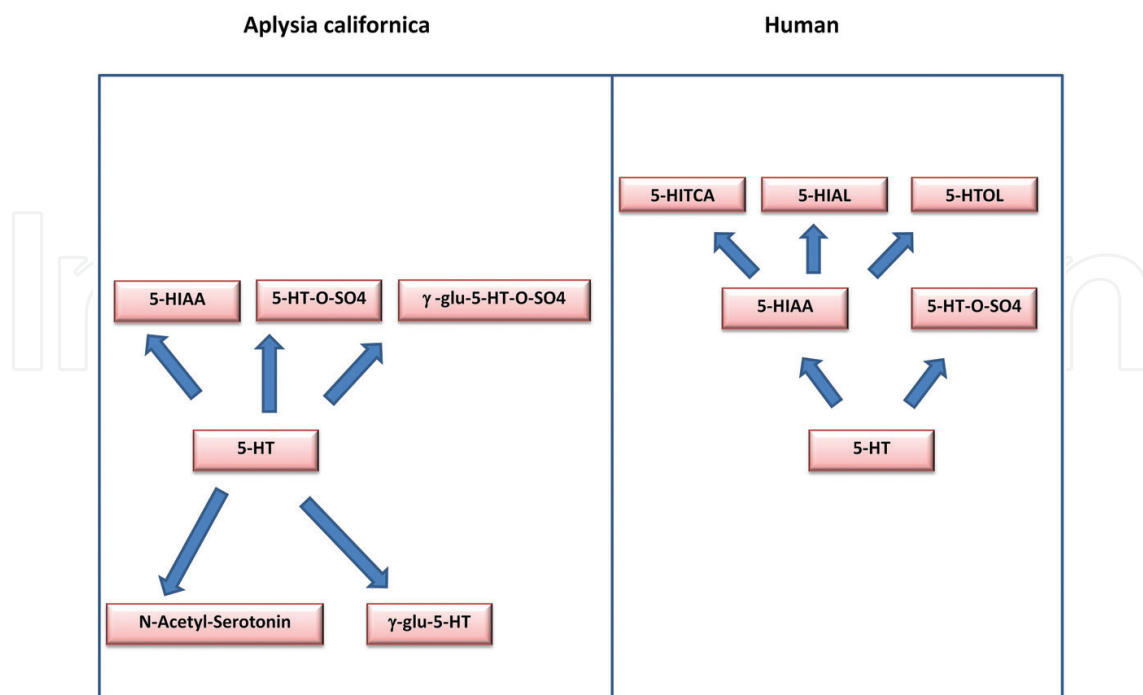 Aplysia californica
Human
5-HIAA
5-HT-O-SO4
γ -glu-5-HT-O-SO4
5-HT
N-Acetyl-Serotonin
γ-glu-5-HT
5-HITCA
5-HIAL
5-HTOL
5-HIAA
5-HT-O-SO4
5-HT